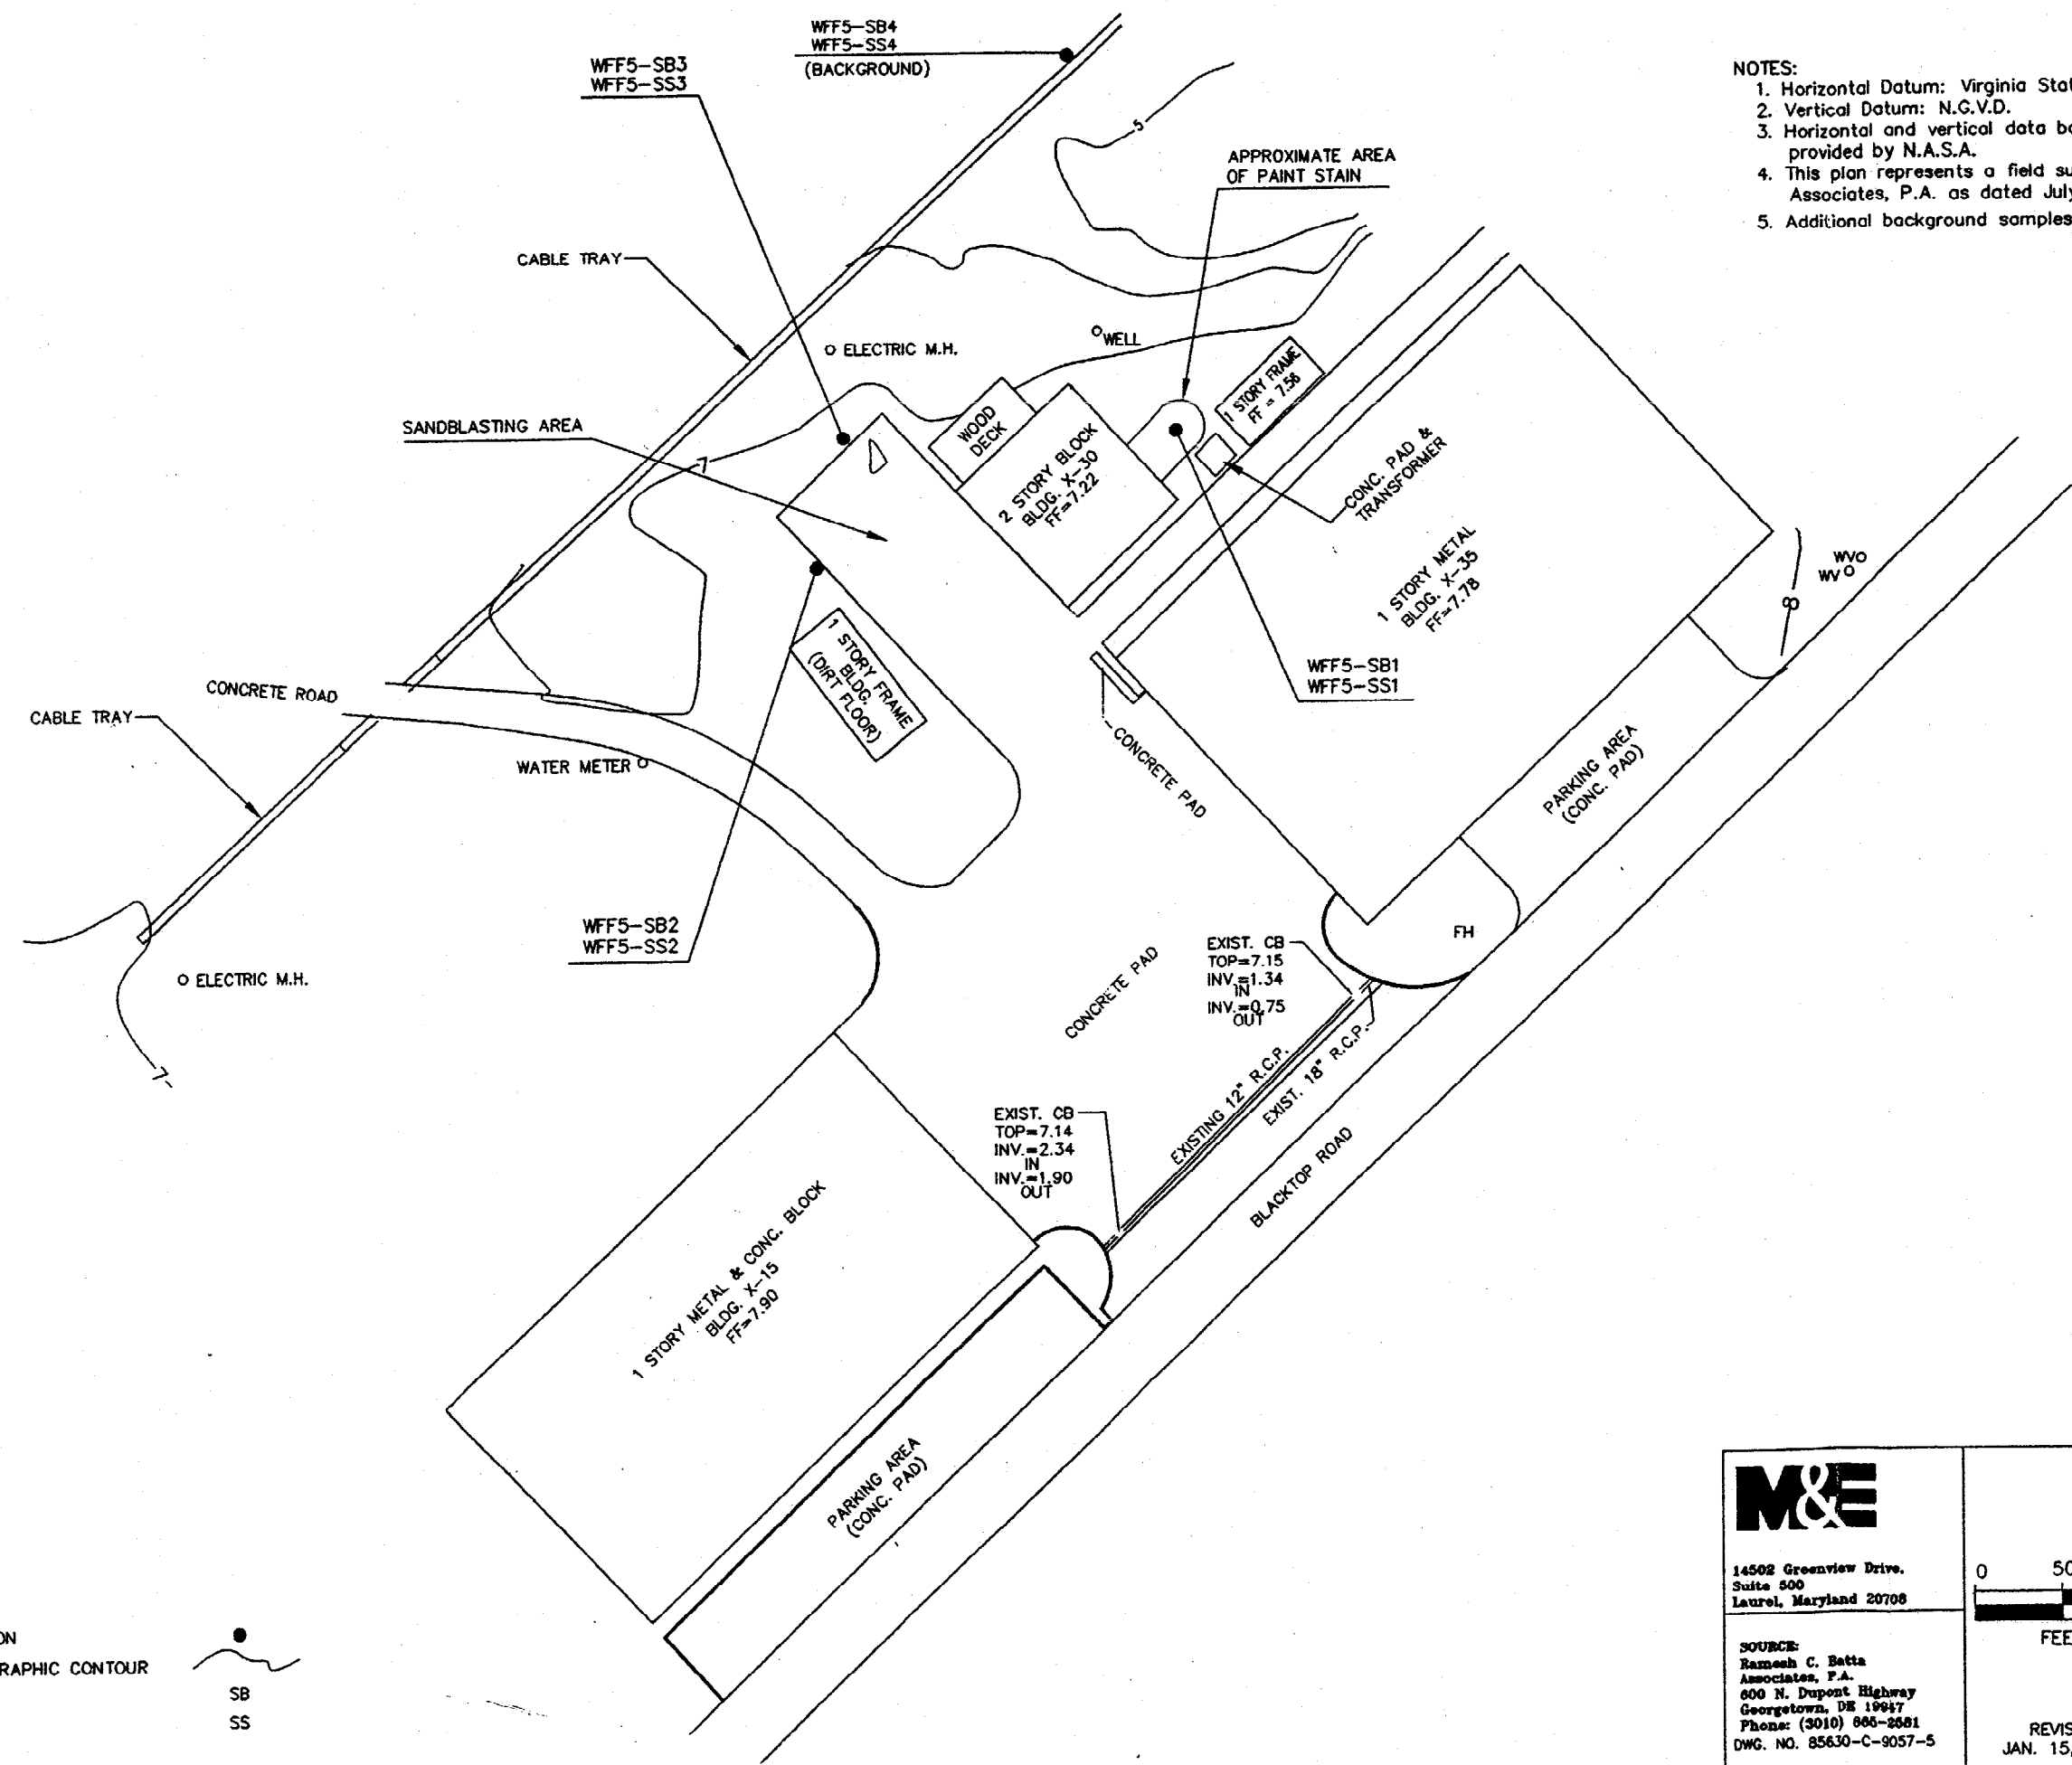 WFF5-SB4
WFF5-SS4
(BACKGROUND)
WFF5-SB3
WFF5-SS3
NOTES:
1. Horizontal Datum: Virginia Stat
2. Vertical Datum: N.G.V.D.
3. Horizontal and vertical data ba
provided by N.A.S.A.
4. This plan represents a field su
Associates, P.A. as dated July
5. Additional background samples
5
APPROXIMATE AREA
OF PAINT STAIN
CABLE TRAY
ELECTRIC M.H.
WELL
1 STORY FRAME
FF = 7.56
SANDBLASTING AREA
7
WOOD
DECK
2 STORY BLOCK
BLDG. X-30
FF=7.22
CONC. PAD &
TRANSFORMER
1 STORY METAL
BLDG. X-35
FF=7.78
WV
WV
8
1 STORY FRAME
BLDG.
(DIRT FLOOR)
WFF5-SB1
WFF5-SS1
CONCRETE ROAD
CABLE TRAY
WATER METER
CONCRETE PAD
PARKING AREA
(CONC. PAD)
WFF5-SB2
WFF5-SS2
FH
EXIST. CB
TOP=7.15
INV.=1.34
IN
INV.=0.75
OUT
ELECTRIC M.H.
CONCRETE PAD
7
EXISTING 12" R.C.P.
EXIST. 18" R.C.P.
EXIST. CB
TOP=7.14
INV.=2.34
IN
INV.=1.90
OUT
BLACKTOP ROAD
1 STORY METAL & CONC. BLOCK
BLDG. X-15
FF=7.90
PARKING AREA
(CONC. PAD)
M&E
14502 Greenview Drive.
Suite 500
Laurel, Maryland 20708
0 50
FEE
SOURCE:
Ramesh C. Batta
Associates, P.A.
600 N. Dupont Highway
Georgetown, DE 19947
Phone: (3010) 866-2581
DWG. NO. 85630-C-9057-5
REVIS
JAN. 15,
ON
RAPHIC CONTOUR
SB
SS